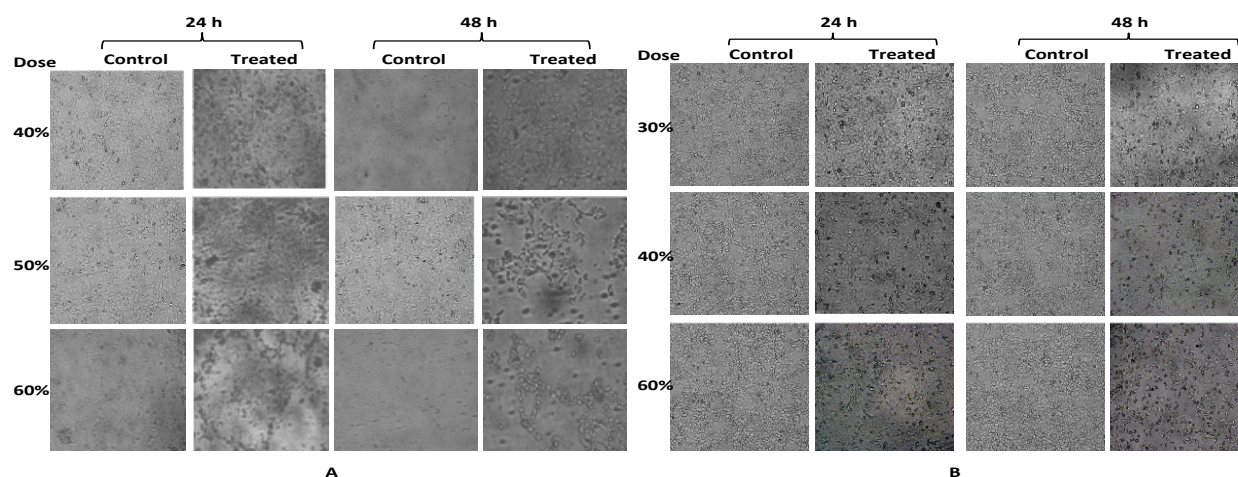 24 h 48 h
Dose Control Treated Control Treated
40%
50%
60%
A
24 h 48 h
Dose Control Treated Control Treated
30%
40%
60%
B